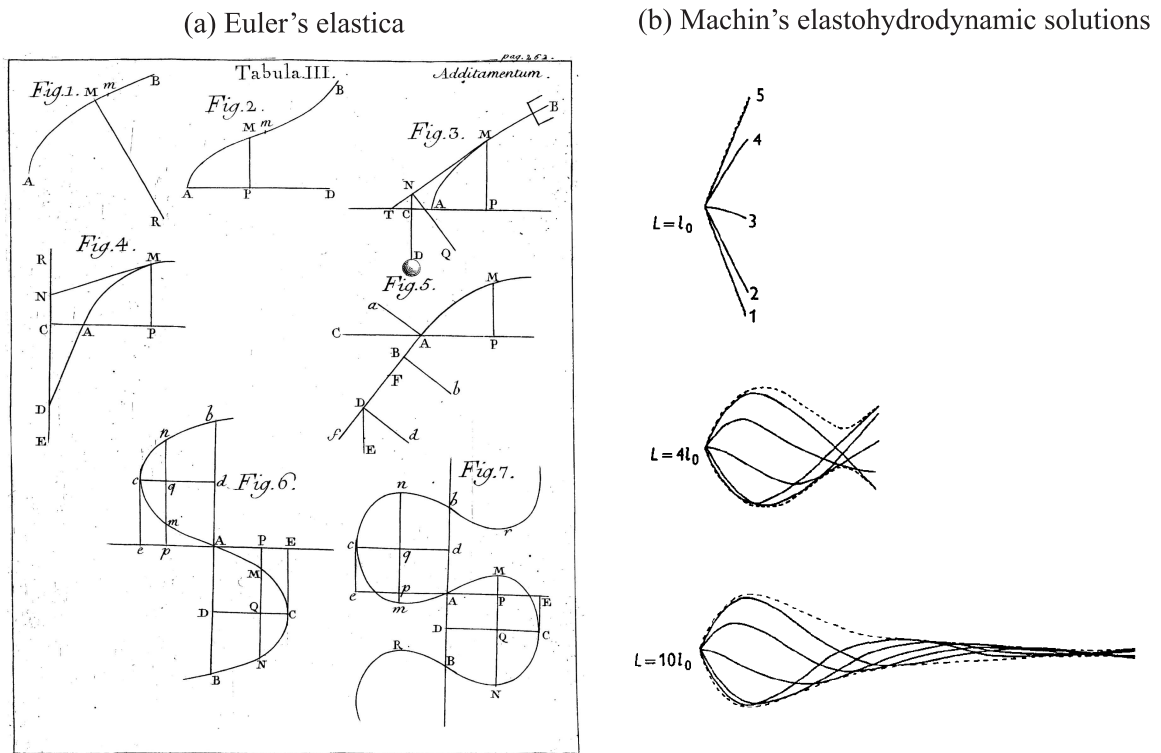 (a) Euler’s elastica
(b) Machin’s elastohydrodynamic solutions
pag. 252.
Tabula III.
Additamentum.
Fig. 1.
A
M
m
B
R
Fig. 2.
A
M
m
B
P
D
Fig. 3.
B
M
N
T
C
A
P
Q
D
Fig. 4.
R
N
C
D
E
A
M
P
Fig. 5.
a
M
C
A
P
B
F
b
D
f
E
d
Fig. 6.
b
n
c
q
d
m
e
p
A
P
E
M
D
Q
C
N
B
Fig. 7.
n
b
r
c
q
d
e
p
m
A
M
P
E
D
Q
C
R
B
N
5
4
L = l0
3
2
1
L = 4l0
L = 10l0